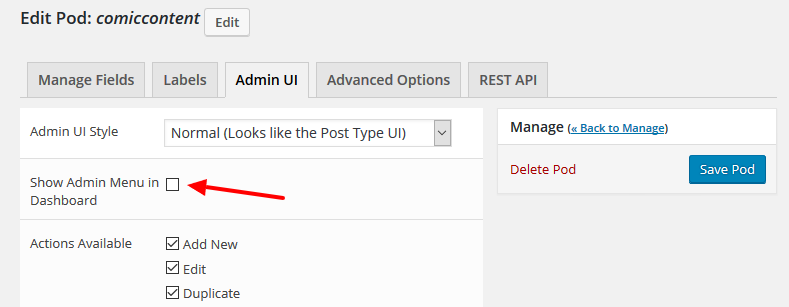 Edit Pod: comiccontent Edit
Manage Fields Labels Admin UI Advanced Options REST API
Admin UI Style Normal (Looks like the Post Type UI)
Show Admin Menu in
Dashboard
Actions Available Add New
Edit
Duplicate
Manage (« Back to Manage)
Delete Pod Save Pod